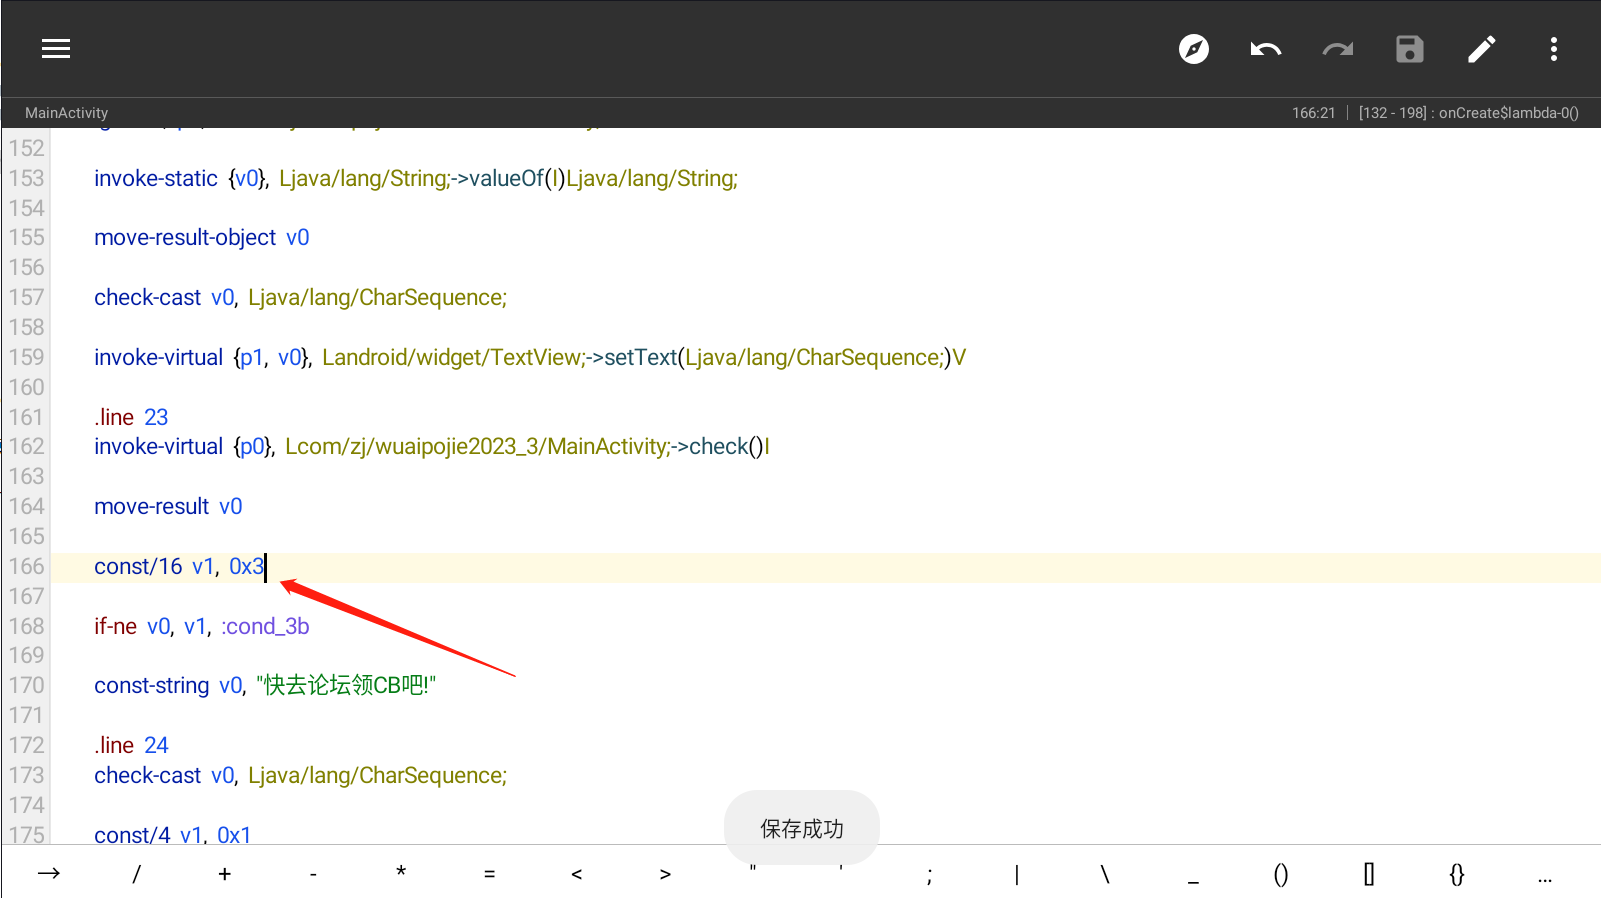 MainActivity
166:21 | [132 - 198] : onCreate$lambda-0()
152
153 invoke-static {v0}, Ljava/lang/String;->valueOf(I)Ljava/lang/String;
154
155 move-result-object v0
156
157 check-cast v0, Ljava/lang/CharSequence;
158
159 invoke-virtual {p1, v0}, Landroid/widget/TextView;->setText(Ljava/lang/CharSequence;)V
160
161 .line 23
162 invoke-virtual {p0}, Lcom/zj/wuaipojie2023_3/MainActivity;->check()I
163
164 move-result v0
165
166 const/16 v1, 0x3
167
168 if-ne v0, v1, :cond_3b
169
170 const-string v0, "快去论坛领CB吧!"
171
172 .line 24
173 check-cast v0, Ljava/lang/CharSequence;
174
175 const/4 v1, 0x1
保存成功
→ / + - * = < > " ' ; | \ _ () [] {} ...